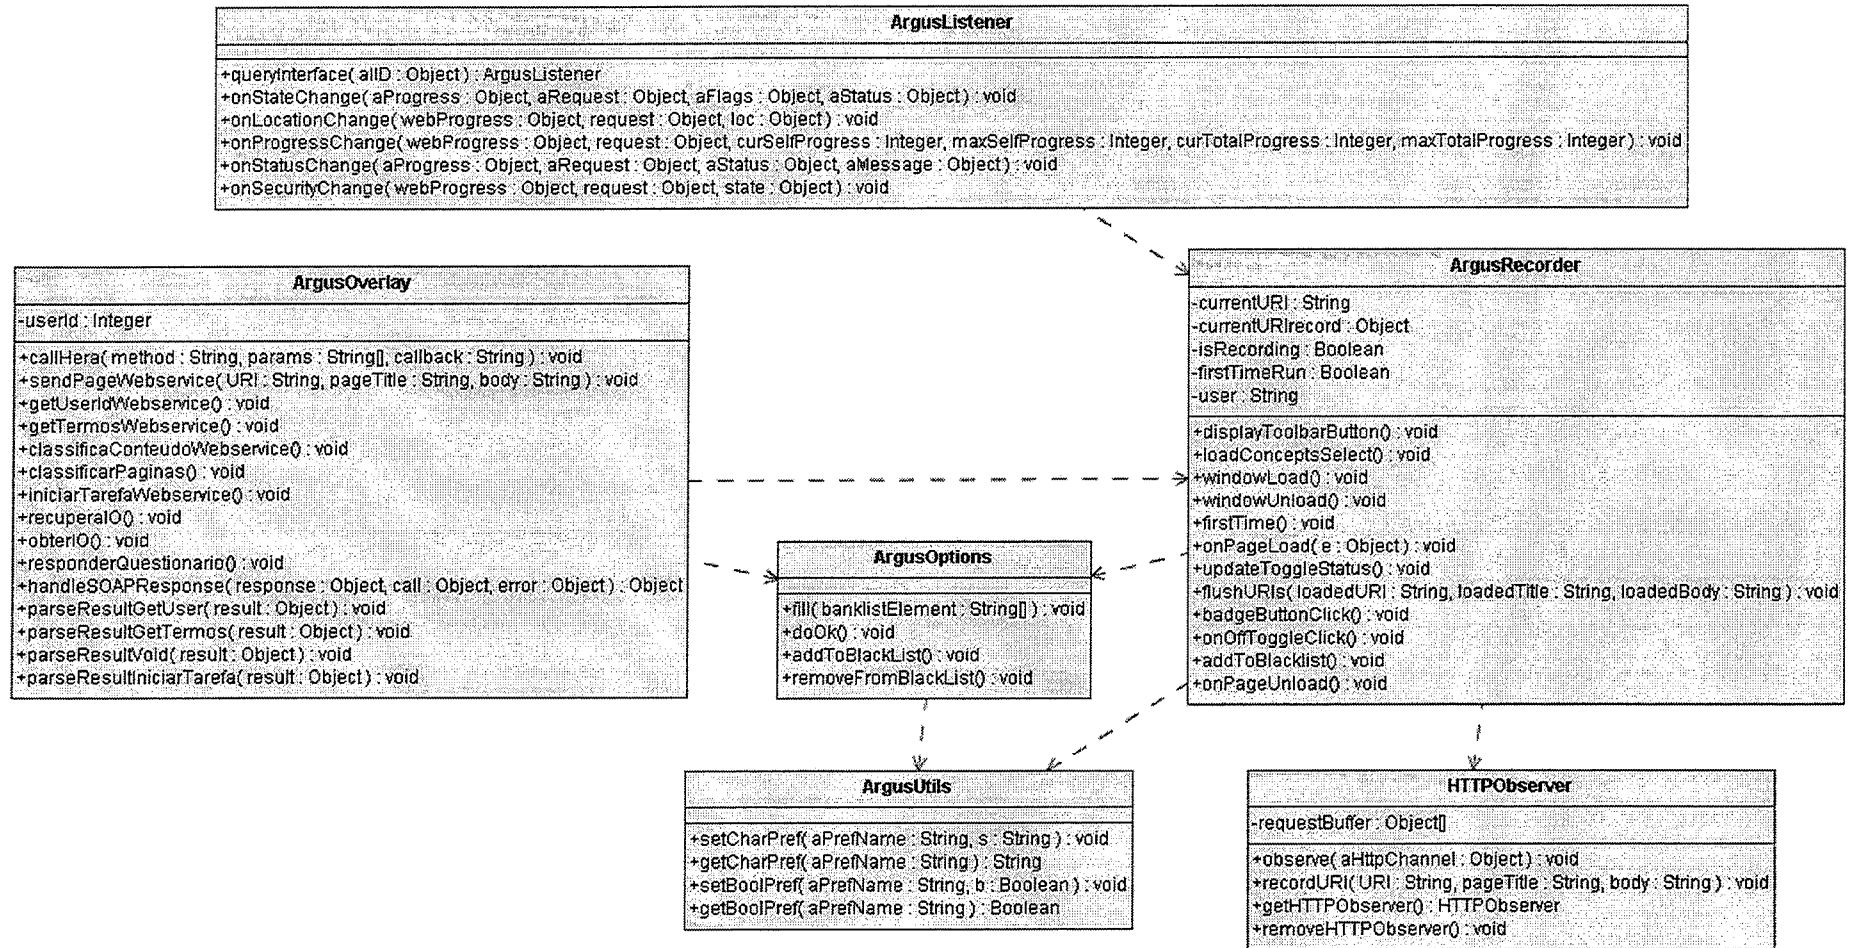 ArgusListener
+queryInterface( aIID : Object ) : ArgusListener
+onStateChange( aProgress : Object, aRequest : Object, aFlags : Object, aStatus : Object ) : void
+onLocationChange( webProgress : Object, request : Object, loc : Object ) : void
+onProgressChange( webProgress : Object, request : Object, curSelfProgress : Integer, maxSelfProgress : Integer, curTotalProgress : Integer, maxTotalProgress : Integer ) : void
+onStatusChange( aProgress : Object, aRequest : Object, aStatus : Object, aMessage : Object ) : void
+onSecurityChange( webProgress : Object, request : Object, state : Object ) : void
ArgusOverlay
-userId : Integer
+callHera( method : String, params : String[], callback : String ) : void
+sendPageWebservice( URI : String, pageTitle : String, body : String ) : void
+getUserIdWebservice() : void
+getTermosWebservice() : void
+classificaConteudoWebservice() : void
+classificarPaginas() : void
+iniciarTarefaWebservice() : void
+recuperaIO() : void
+obterIO() : void
+responderQuestionario() : void
+handleSOAPResponse( response : Object, call : Object, error : Object ) : Object
+parseResultGetUser( result : Object ) : void
+parseResultGetTermos( result : Object ) : void
+parseResultVoid( result : Object ) : void
+parseResultIniciarTarefa( result : Object ) : void
ArgusRecorder
-currentURI : String
-currentURIrecord : Object
-isRecording : Boolean
-firstTimeRun : Boolean
-user : String
+displayToolbarButton() : void
+loadConceptsSelect() : void
+windowLoad() : void
+windowUnload() : void
+firstTime() : void
+onPageLoad( e : Object ) : void
+updateToggleStatus() : void
+flushURIs( loadedURI : String, loadedTitle : String, loadedBody : String ) : void
+badgeButtonClick() : void
+onOffToggleClick() : void
+addToBlacklist() : void
+onPageUnload() : void
ArgusOptions
+fill( banklistElement : String[] ) : void
+doOk() : void
+addToBlackList() : void
+removeFromBlackList() : void
ArgusUtils
+setCharPref( aPrefName : String, s : String ) : void
+getCharPref( aPrefName : String ) : String
+setBoolPref( aPrefName : String, b : Boolean ) : void
+getBoolPref( aPrefName : String ) : Boolean
HTTPObserver
-requestBuffer : Object[]
+observe( aHttpChannel : Object ) : void
+recordURI( URI : String, pageTitle : String, body : String ) : void
+getHTTPObserver() : HTTPObserver
+removeHTTPObserver() : void